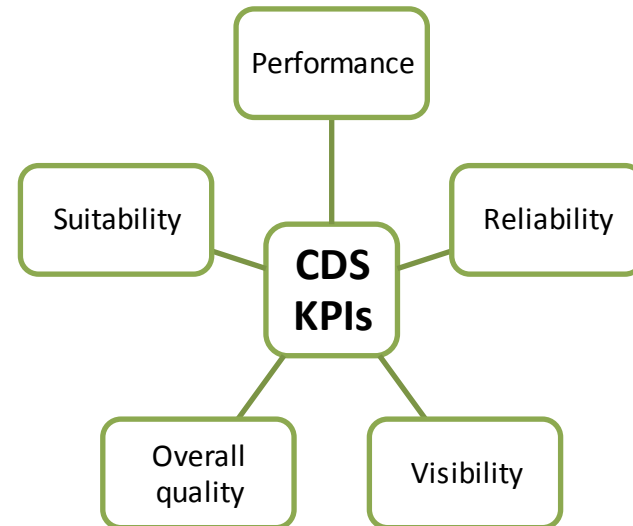 Performance
Suitability
Reliability
CDS
KPIs
Overall
quality
Visibility